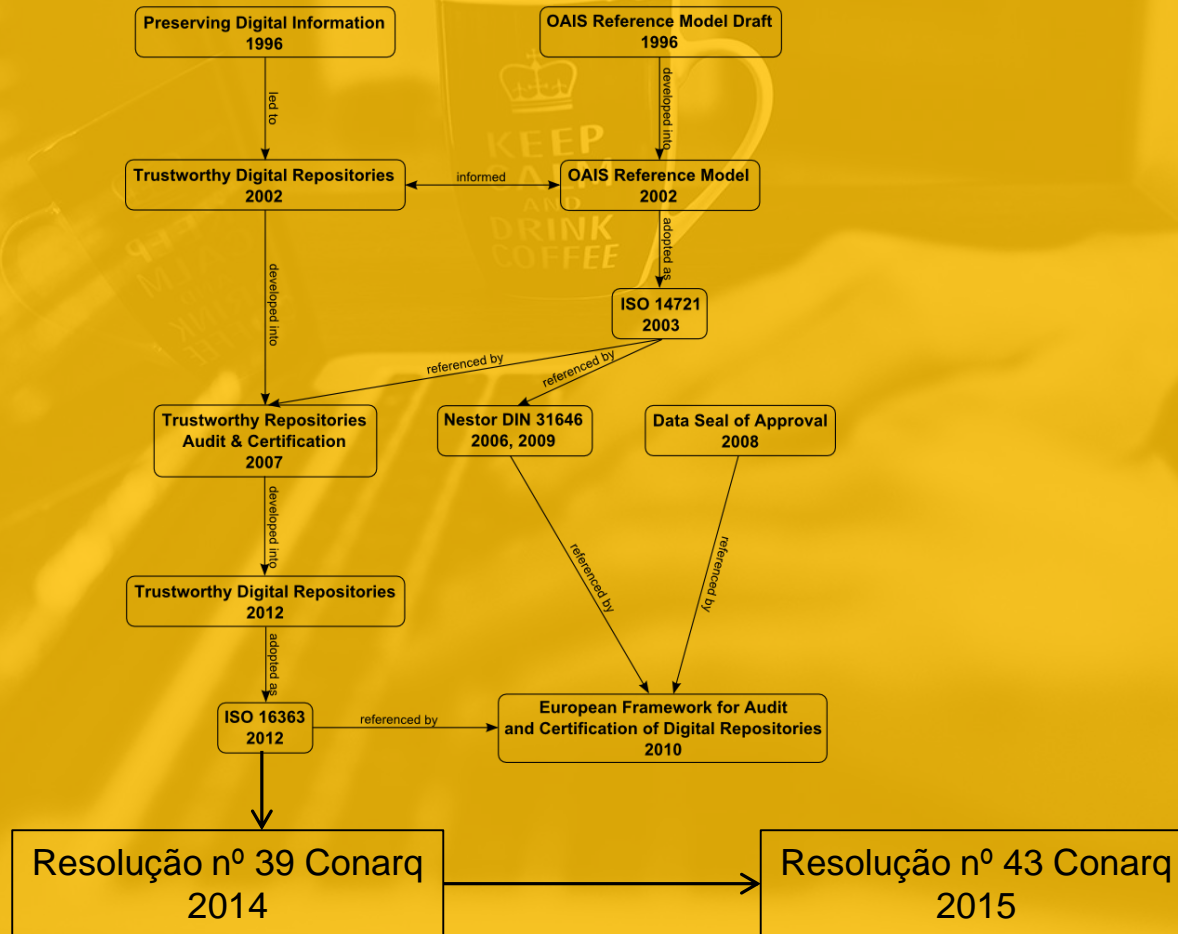 Preserving Digital Information
1996
OAIS Reference Model Draft
1996
led to
developed into
KEEP
CALM
AND
DRINK
COFFEE
Trustworthy Digital Repositories
2002
informed
OAIS Reference Model
2002
adopted as
developed into
ISO 14721
2003
referenced by
referenced by
Trustworthy Repositories
Audit & Certification
2007
Nestor DIN 31646
2006, 2009
Data Seal of Approval
2008
developed into
referenced by
referenced by
Trustworthy Digital Repositories
2012
adopted as
ISO 16363
2012
referenced by
European Framework for Audit
and Certification of Digital Repositories
2010
Resolução nº 39 Conarq
2014
Resolução nº 43 Conarq
2015